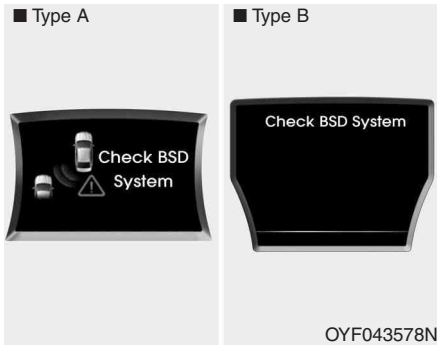 ■ Type A
Check BSD
System
■ Type B
Check BSD System
OYF043578N